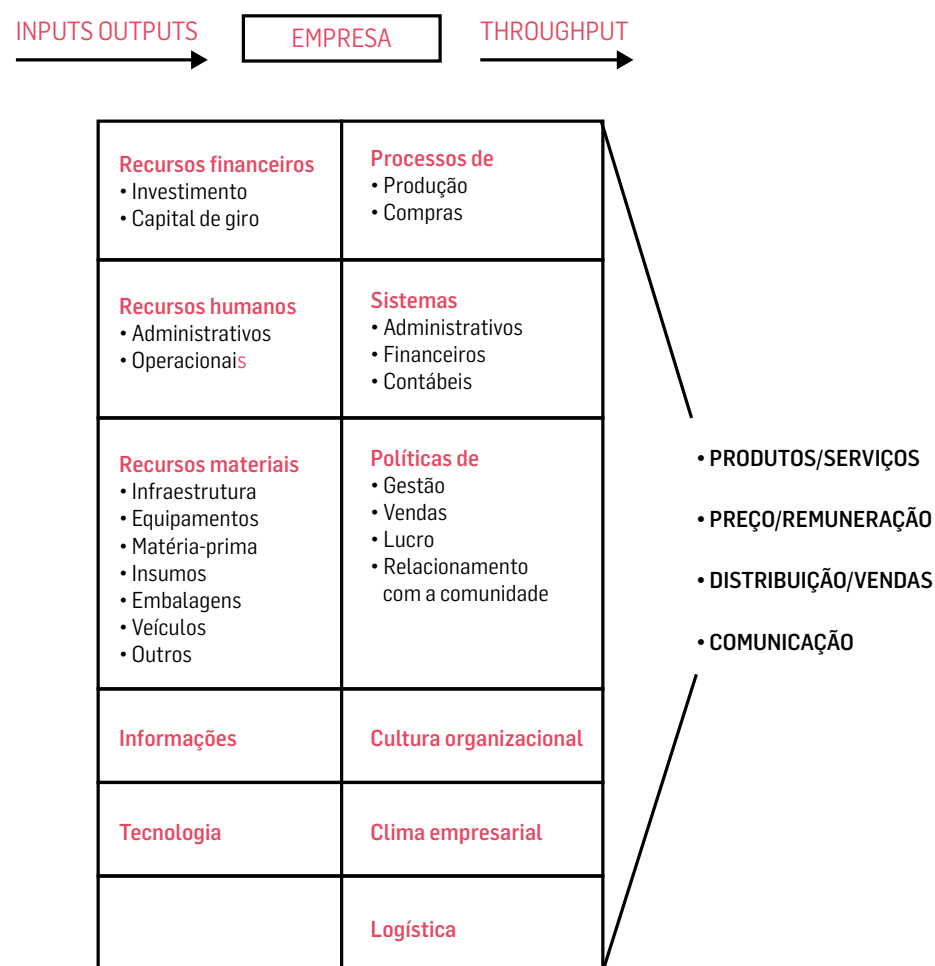 INPUTS OUTPUTS
EMPRESA
THROUGHPUT
Recursos financeiros
• Investimento
• Capital de giro
Processos de
• Produção
• Compras
Recursos humanos
• Administrativos
• Operacionais
Sistemas
• Administrativos
• Financeiros
• Contábeis
Recursos materiais
• Infraestrutura
• Equipamentos
• Matéria-prima
• Insumos
• Embalagens
• Veículos
• Outros
Políticas de
• Gestão
• Vendas
• Lucro
• Relacionamento
com a comunidade
Informações
Cultura organizacional
Tecnologia
Clima empresarial
Logística
• PRODUTOS/SERVIÇOS
• PREÇO/REMUNERAÇÃO
• DISTRIBUIÇÃO/VENDAS
• COMUNICAÇÃO